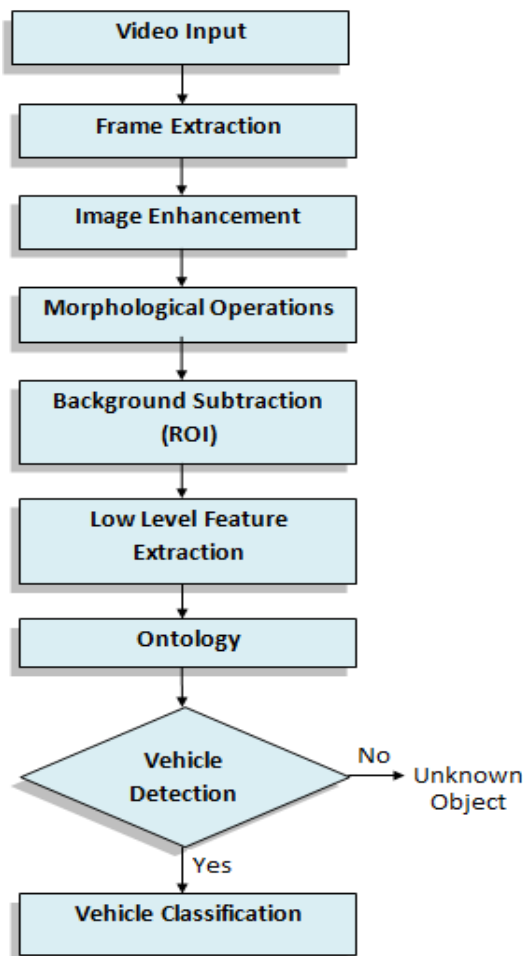 Video Input
Frame Extraction
Image Enhancement
Morphological Operations
Background Subtraction
(ROI)
Low Level Feature
Extraction
Ontology
Vehicle
Detection
No
Unknown
Object
Yes
Vehicle Classification